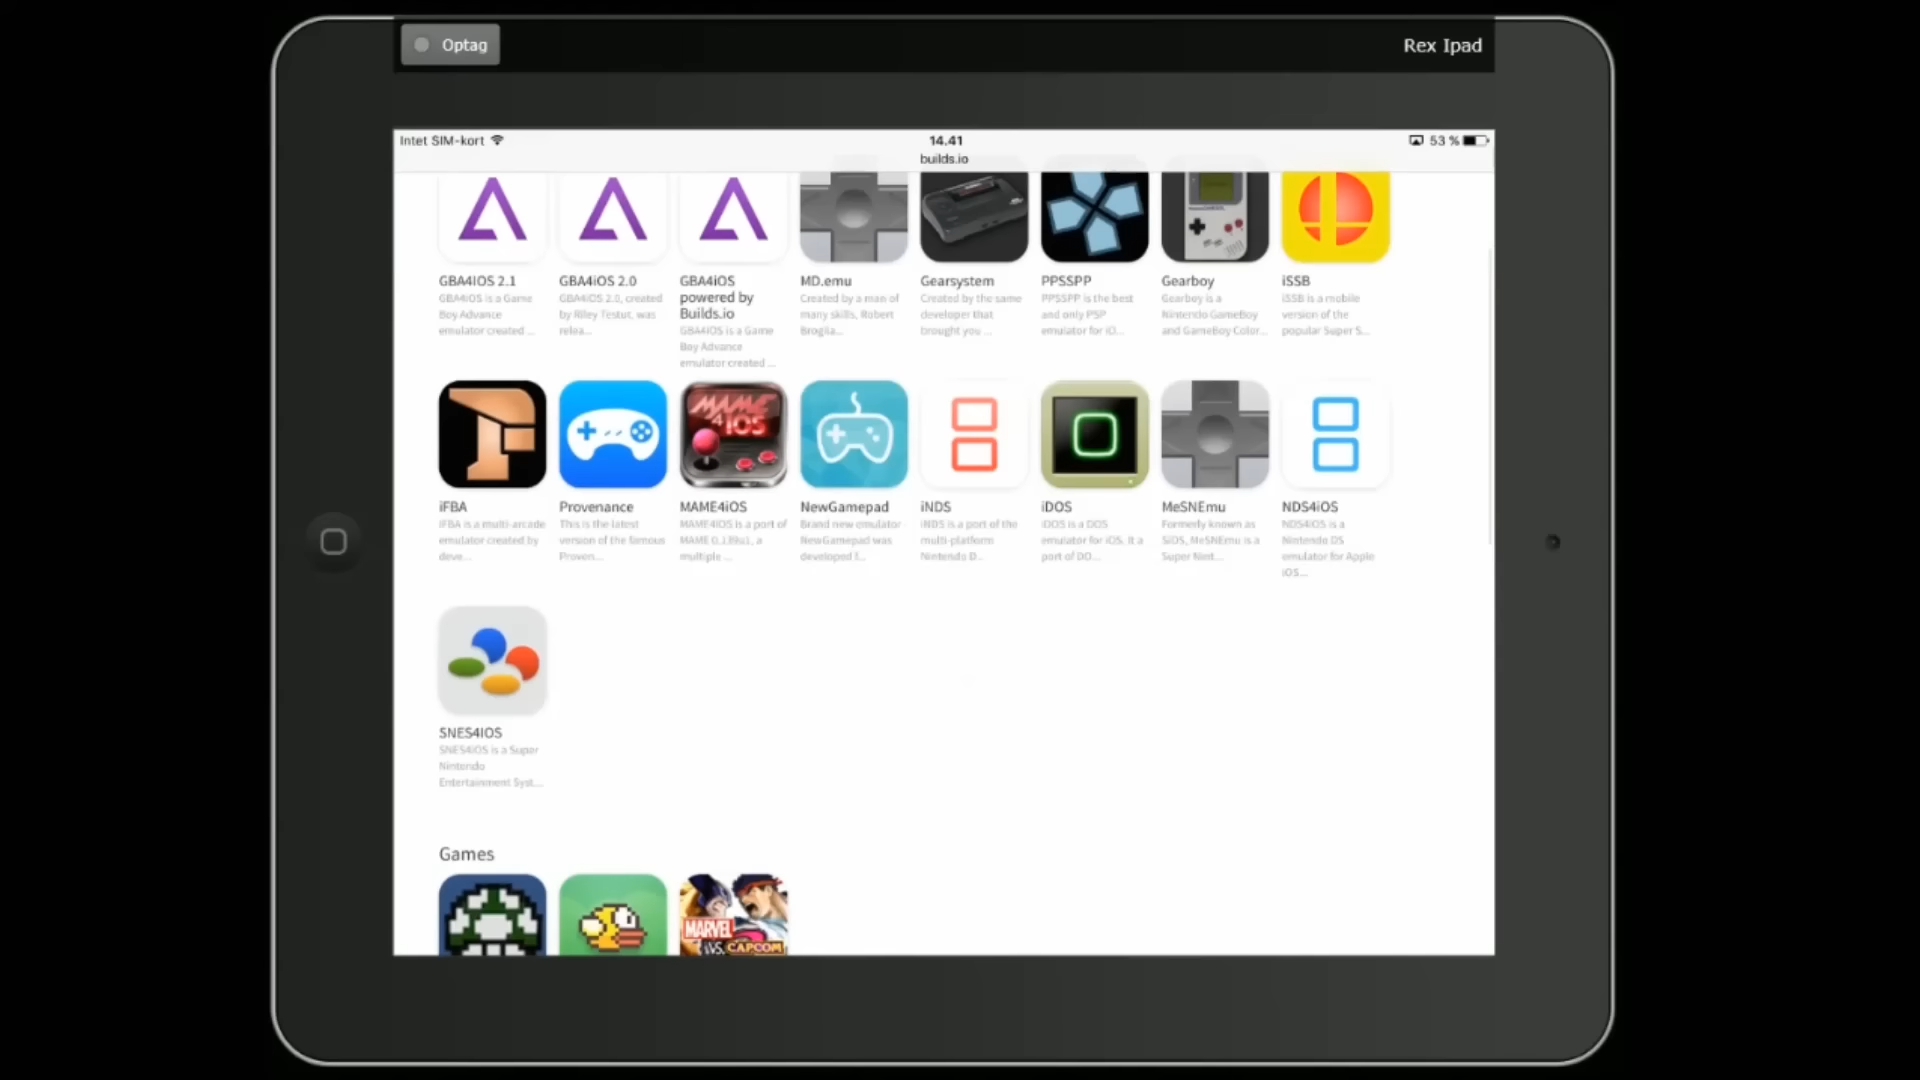 Optag
Rex Ipad
Intet SIM-kort
14.41
53 %
builds.io
GBA4IOS 2.1
GBA4IOS is a Game
Boy Advance
emulator created ...
GBA4iOS 2.0
GBA4iOS 2.0, created
by Riley Testut, was
relea...
GBA4iOS
powered by
Builds.io
GBA4IOS is a Game
Boy Advance
emulator created ...
MD.emu
Created by a man of
many skills, Robert
Broglia...
Gearsystem
Created by the same
developer that
brought you ...
PPSSPP
PPSSPP is the best
and only PSP
emulator for iO...
Gearboy
Gearboy is a
Nintendo GameBoy
and GameBoy Color...
iSSB
iSSB is a mobile
version of the
popular Super S...
iFBA
iFBA is a multi-arcade
emulator created by
deve...
Provenance
This is the latest
version of the famous
Proven...
MAME4iOS
MAME4iOS is a port of
MAME 0.139u1, a
multiple ...
NewGamepad
Brand new emulator
NewGamepad was
developed f...
iNDS
iNDS is a port of the
multi-platform
Nintendo D...
iDOS
iDOS is a DOS
emulator for iOS. It a
port of DO...
MeSNEmu
Formerly known as
SiDS, MeSNEmu is a
Super Nint...
NDS4iOS
NDS4iOS is a
Nintendo DS
emulator for Apple
iOS...
MAME
4IOS
SNES4IOS
SNES4iOS is a Super
Nintendo
Entertainment Syst...
Games
MARVEL
VS. CAPCOM